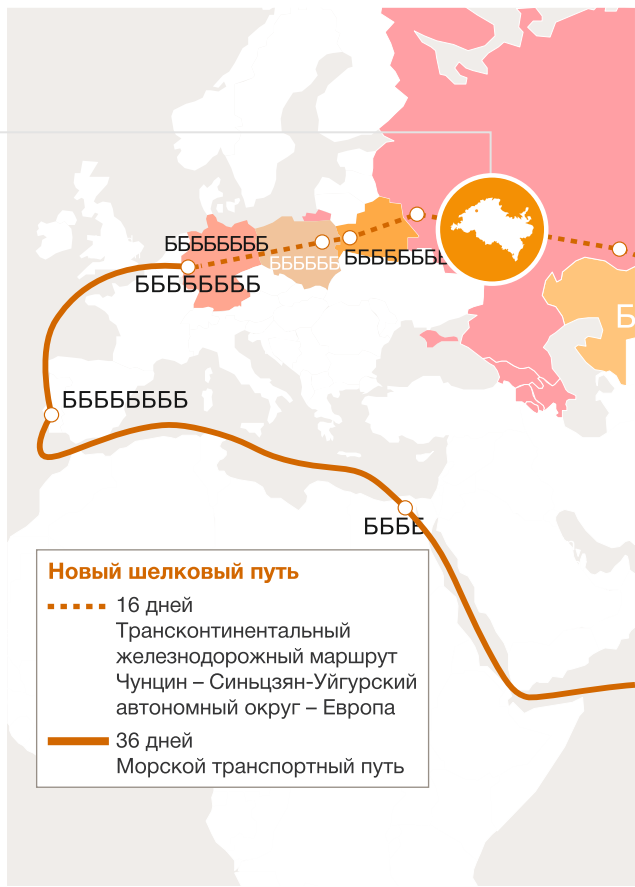 ББББББББ
ББББББ
ББББББББ
ББББББББ
Б
ББББББББ
ББББ
Новый шелковый путь
16 дней
Трансконтинентальный
железнодорожный маршрут
Чунцин – Синьцзян-Уйгурский
автономный округ – Европа
36 дней
Морской транспортный путь